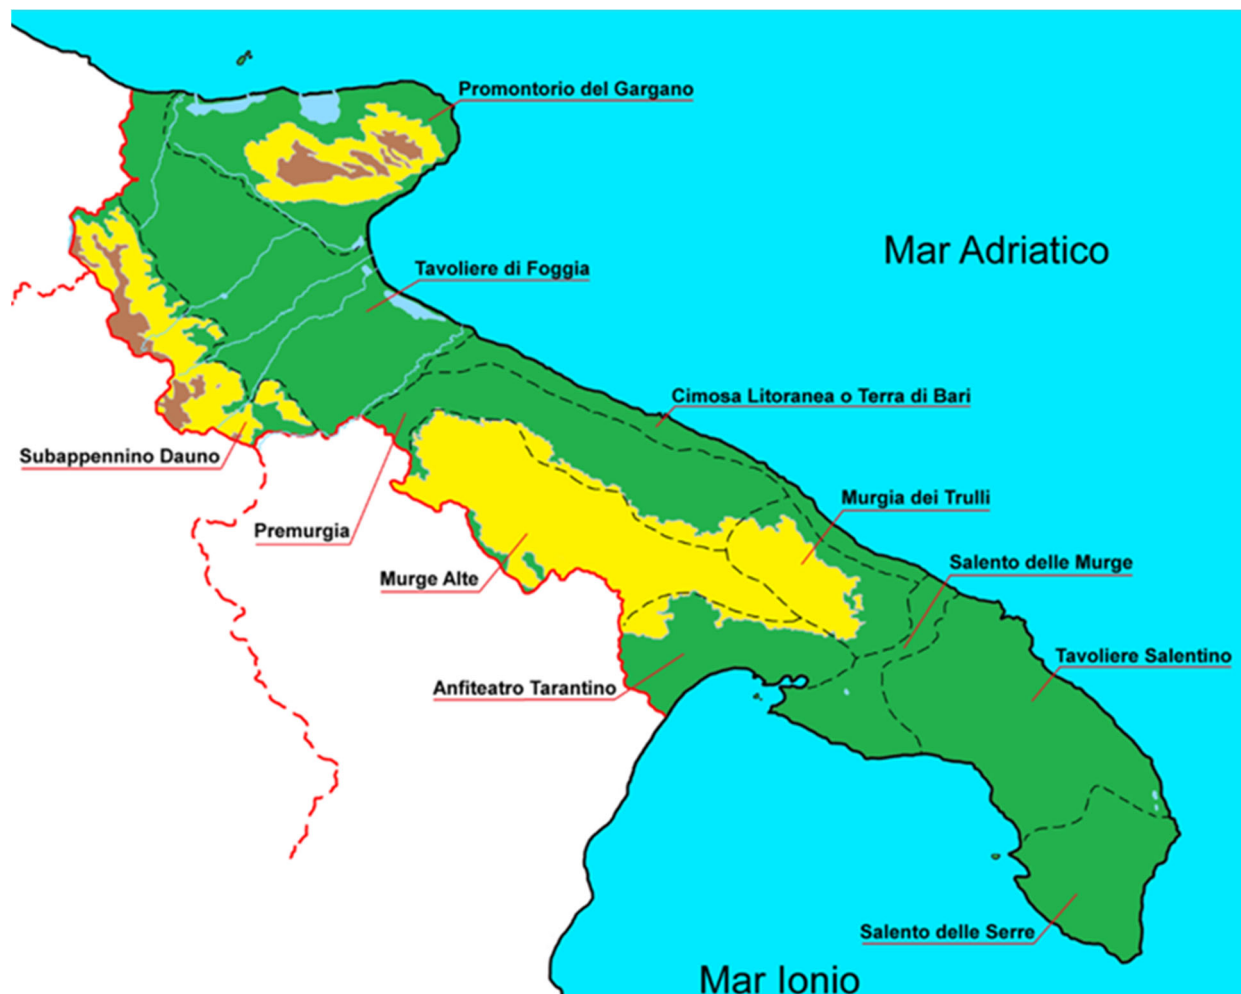 Promontorio del Gargano
Mar Adriatico
Tavoliere di Foggia
Cimosa Litoranea o Terra di Bari
Subappennino Dauno
Murgia dei Trulli
Premurgia
Salento delle Murge
Murge Alte
Tavoliere Salentino
Anfiteatro Tarantino
Salento delle Serre
Mar Ionio